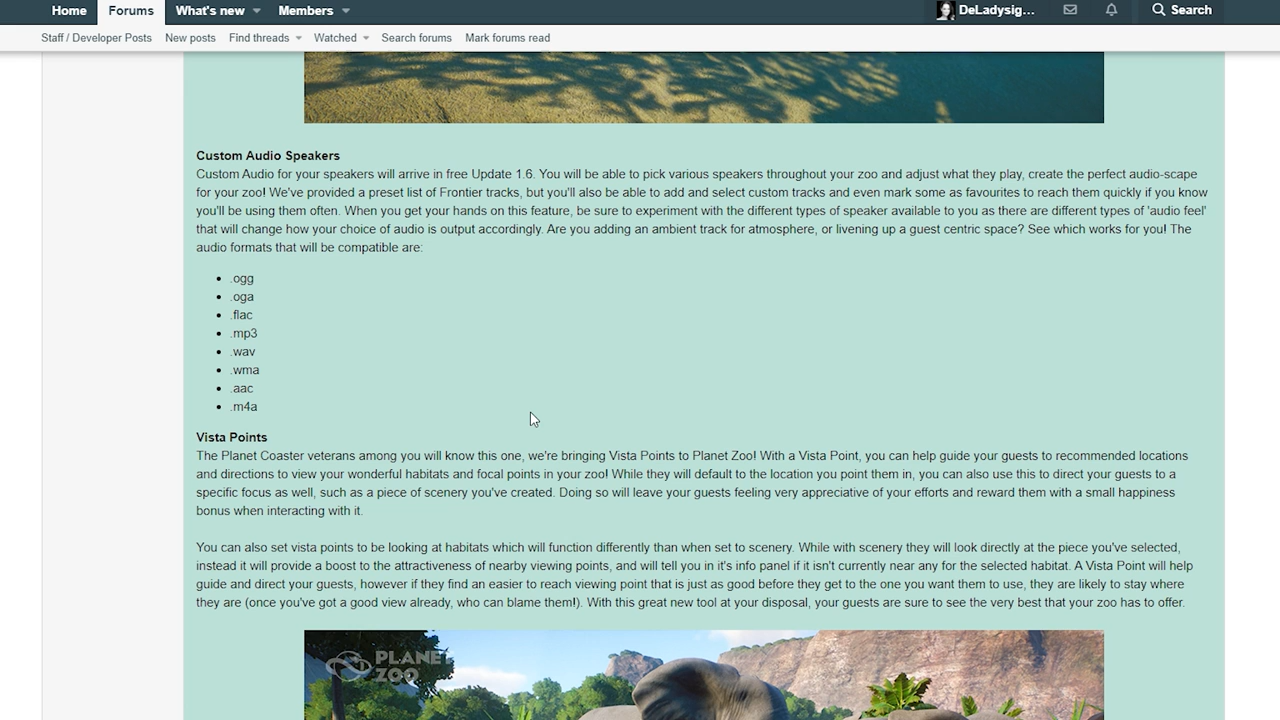 Home Forums What's new Members DeLadysig... Search
Staff / Developer Posts New posts Find threads Watched Search forums Mark forums read
Custom Audio Speakers
Custom Audio for your speakers will arrive in free Update 1.6. You will be able to pick various speakers throughout your zoo and adjust what they play, create the perfect audio-scape
for your zoo! We've provided a preset list of Frontier tracks, but you'll also be able to add and select custom tracks and even mark some as favourites to reach them quickly if you know
you'll be using them often. When you get your hands on this feature, be sure to experiment with the different types of speaker available to you as there are different types of 'audio feel'
that will change how your choice of audio is output accordingly. Are you adding an ambient track for atmosphere, or livening up a guest centric space? See which works for you! The
audio formats that will be compatible are:
• .ogg
• .oga
• .flac
• .mp3
• .wav
• .wma
• .aac
• .m4a
Vista Points
The Planet Coaster veterans among you will know this one, we're bringing Vista Points to Planet Zoo! With a Vista Point, you can help guide your guests to recommended locations
and directions to view your wonderful habitats and focal points in your zoo! While they will default to the location you point them in, you can also use this to direct your guests to a
specific focus as well, such as a piece of scenery you've created. Doing so will leave your guests feeling very appreciative of your efforts and reward them with a small happiness
bonus when interacting with it.
You can also set vista points to be looking at habitats which will function differently than when set to scenery. While with scenery they will look directly at the piece you've selected,
instead it will provide a boost to the attractiveness of nearby viewing points, and will tell you in it's info panel if it isn't currently near any for the selected habitat. A Vista Point will help
guide and direct your guests, however if they find an easier to reach viewing point that is just as good before they get to the one you want them to use, they are likely to stay where
they are (once you've got a good view already, who can blame them!). With this great new tool at your disposal, your guests are sure to see the very best that your zoo has to offer.
PLANET
ZOO